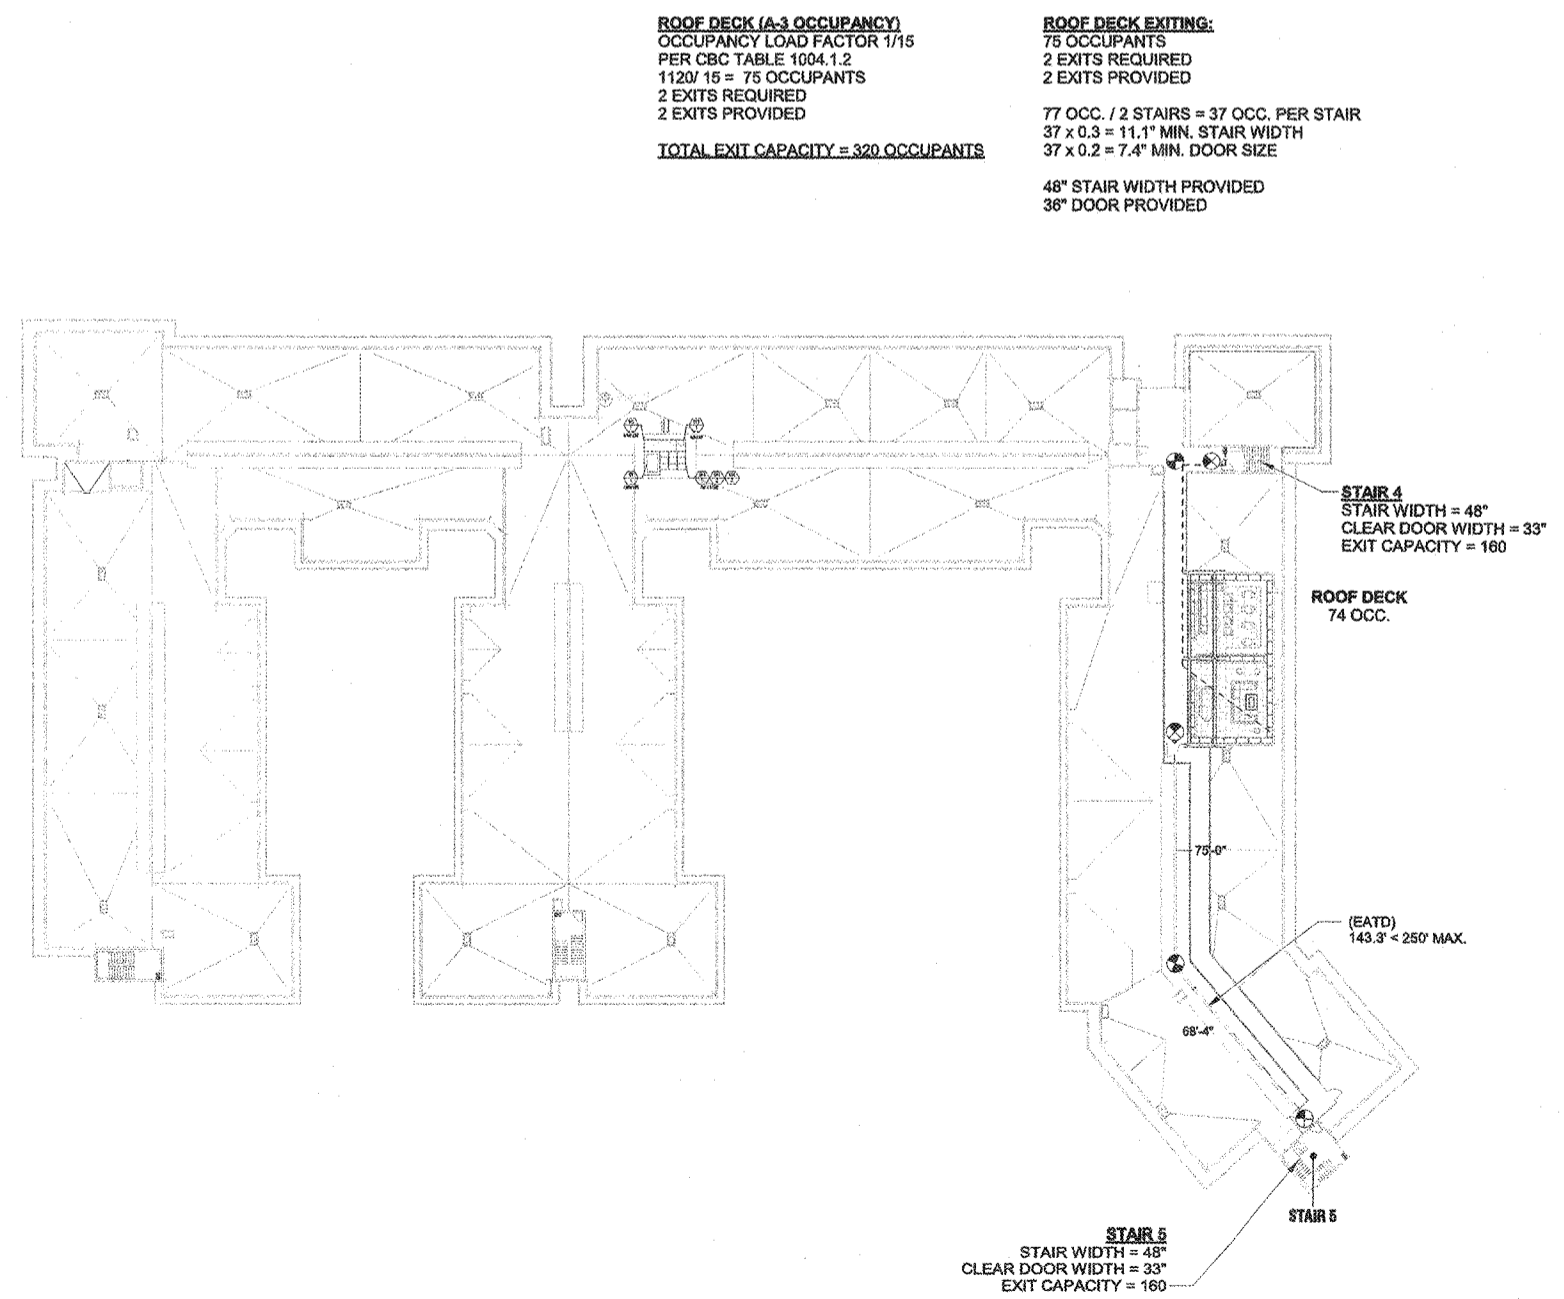 ROOF DECK (A-3 OCCUPANCY)
OCCUPANCY LOAD FACTOR 1/15
PER CBC TABLE 1004.1.2
1120/ 15 = 75 OCCUPANTS
2 EXITS REQUIRED
2 EXITS PROVIDED
TOTAL EXIT CAPACITY = 320 OCCUPANTS
ROOF DECK EXITING:
75 OCCUPANTS
2 EXITS REQUIRED
2 EXITS PROVIDED
77 OCC. / 2 STAIRS = 37 OCC. PER STAIR
37 x 0.3 = 11.1" MIN. STAIR WIDTH
37 x 0.2 = 7.4" MIN. DOOR SIZE
48" STAIR WIDTH PROVIDED
36" DOOR PROVIDED
STAIR 4
STAIR WIDTH = 48"
CLEAR DOOR WIDTH = 33"
EXIT CAPACITY = 160
ROOF DECK
74 OCC.
75'-0"
(EATD)
143.3' < 250' MAX.
68'-4"
STAIR 5
STAIR 5
STAIR WIDTH = 48"
CLEAR DOOR WIDTH = 33"
EXIT CAPACITY = 160